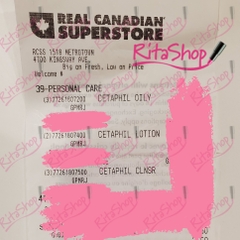 REAL CANADIAN
SUPERSTORE
RitaShop
RCSS 1518 METROTOWN
4700 KINGSWAY AVE.
Big on Fresh, Low on Price
Welcome #
39-PERSONAL CARE
CETAPHIL OILY
GPMRJ
CETAPHIL LOTION
GPMRJ
CETAPHIL CLNSR
GPMRJ